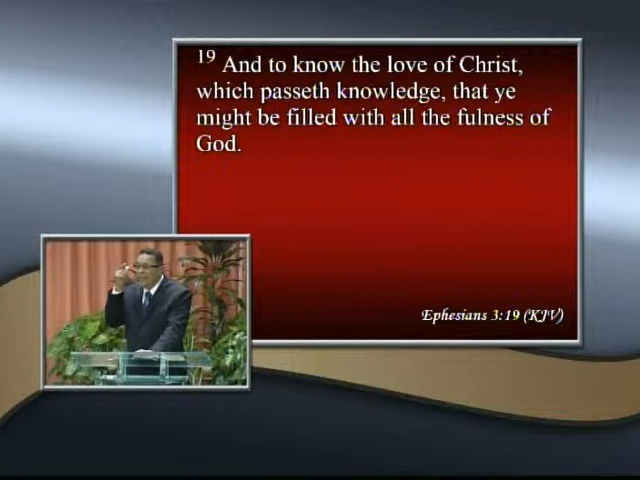 19 And to know the love of Christ,
which passeth knowledge, that ye
might be filled with all the fulness of
God.
Ephesians 3:19 (KJV)